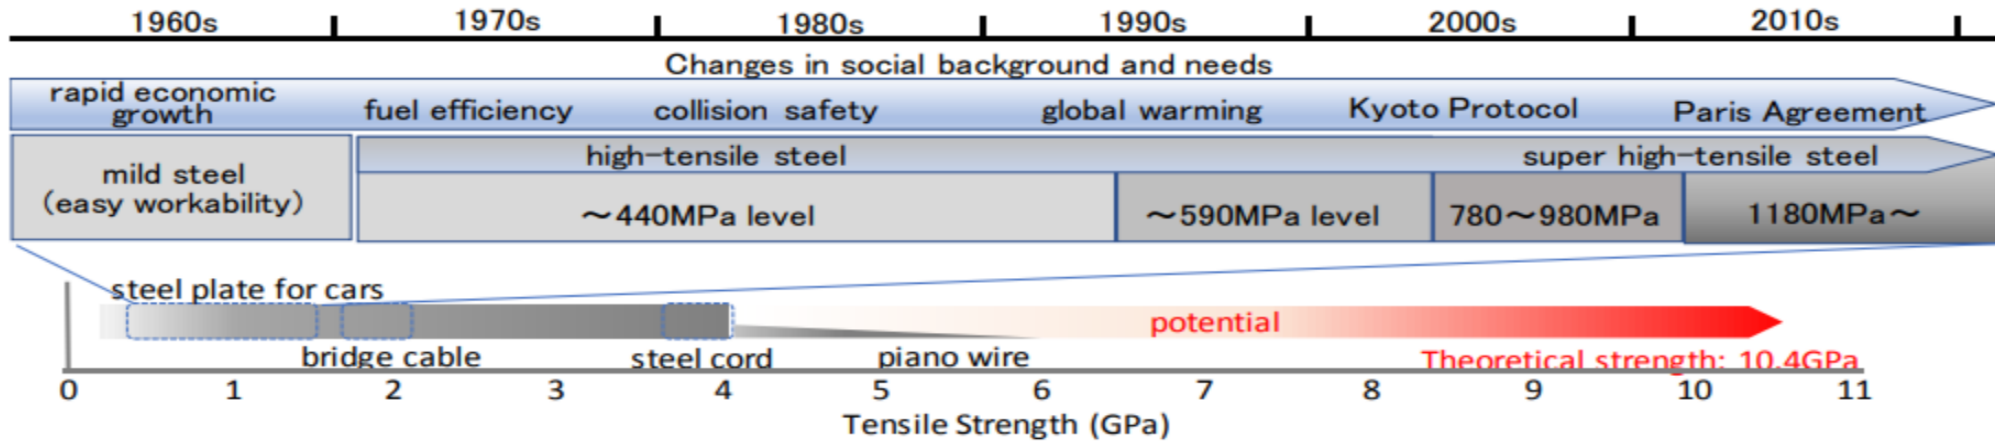 1960s 1970s 1980s 1990s 2000s 2010s
Changes in social background and needs
rapid economic
growth
fuel efficiency collision safety global warming Kyoto Protocol Paris Agreement
high-tensile steel super high-tensile steel
mild steel
（easy workability）
～440MPa level ～590MPa level 780～980MPa 1180MPa～
steel plate for cars
potential
bridge cable steel cord piano wire Theoretical strength: 10.4GPa
0 1 2 3 4 5 6 7 8 9 10 11
Tensile Strength (GPa)